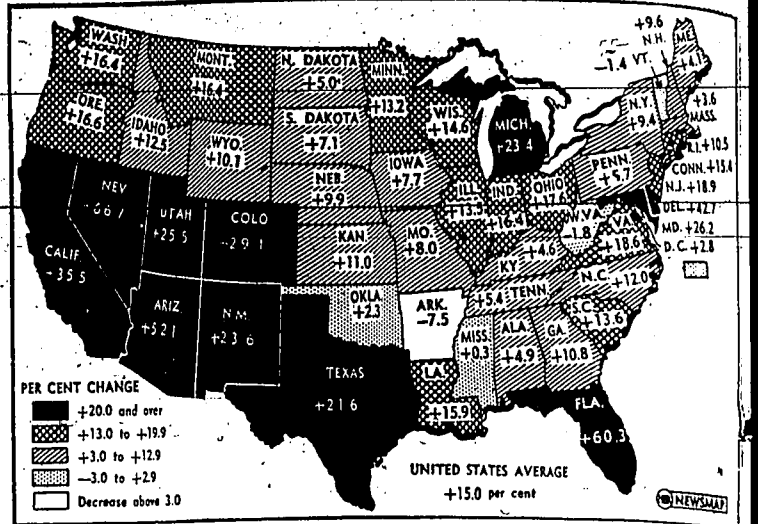 WASH.
+16.4
MONT.
+16.4
N. DAKOTA
+5.0
MINN.
+13.2
+9.6
N.H.
-1.4 VT.
ME.
+4.1
ORE.
+16.6
IDAHO
+12.5
WYO.
+10.1
S. DAKOTA
+7.1
WIS.
+14.6
MICH.
+23 4
N.Y.
+9.4
+3.6
MASS.
R.I. +10.5
CONN. +15.4
N.J. +18.9
DEL. +42.7
MD. +26.2
D.C. +2.8
NEV
UTAH
+25 5
COLO
NEB.
+9.9
IOWA
+7.7
ILL.
+13.5
IND.
+16.4
OHIO
+17.6
PENN.
+5.7
W.VA.
-1.8
VA.
+18.6
CALIF.
KAN.
+11.0
MO.
+8.0
KY.
+4.6
ARIZ.
+52 1
N.M.
OKLA.
+2.3
ARK.
-7.5
+5.4 TENN.
N.C. +12.0
S.C.
+13.6
TEXAS
+21 6
LA.
+15.9
MISS.
+0.3
ALA.
+4.9
GA.
+10.8
FLA.
+60.3
PER CENT CHANGE
+20.0 and over
+13.0 to +19.9
+3.0 to +12.9
-3.0 to +2.9
Decrease above 3.0
UNITED STATES AVERAGE
+15.0 per cent
NEWSMAP